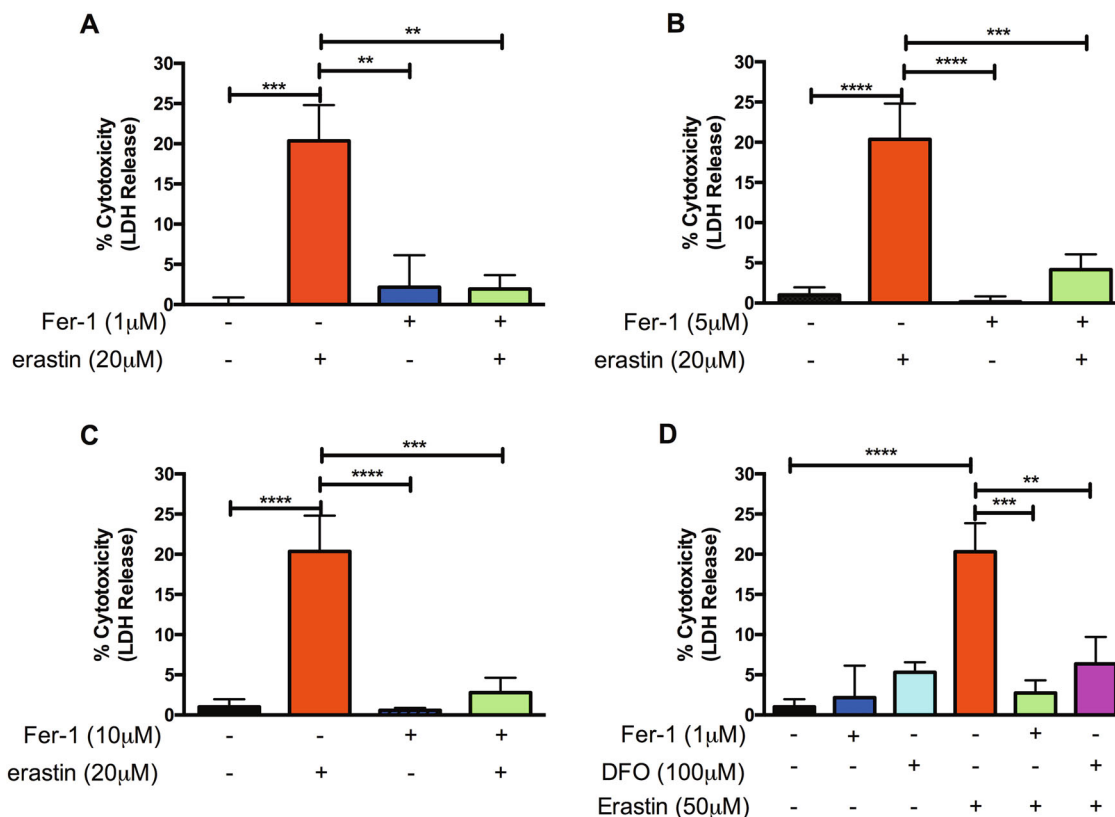 A
**
**
***
30
25
20
15
10
5
0
% Cytotoxicity
(LDH Release)
Fer-1 (1μM) - - + +
erastin (20μM) - + - +
B
***
****
****
30
25
20
15
10
5
0
% Cytotoxicity
(LDH Release)
Fer-1 (5μM) - - + +
erastin (20μM) - + - +
C
***
****
****
30
25
20
15
10
5
0
% Cytotoxicity
(LDH Release)
Fer-1 (10μM) - - + +
erastin (20μM) - + - +
D
****
**
***
30
25
20
15
10
5
0
% Cytotoxicity
(LDH Release)
Fer-1 (1μM) - + - - + -
DFO (100μM) - - + - - +
Erastin (50μM) - - - + + +